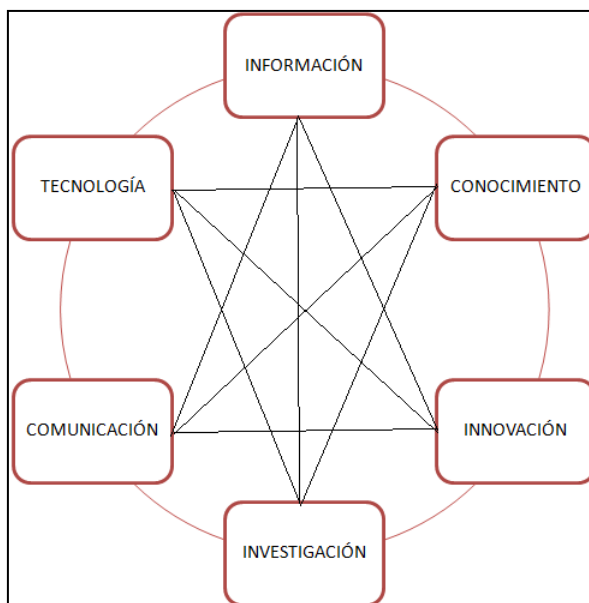 INFORMACIÓN
TECNOLOGÍA
CONOCIMIENTO
COMUNICACIÓN
INNOVACIÓN
INVESTIGACIÓN